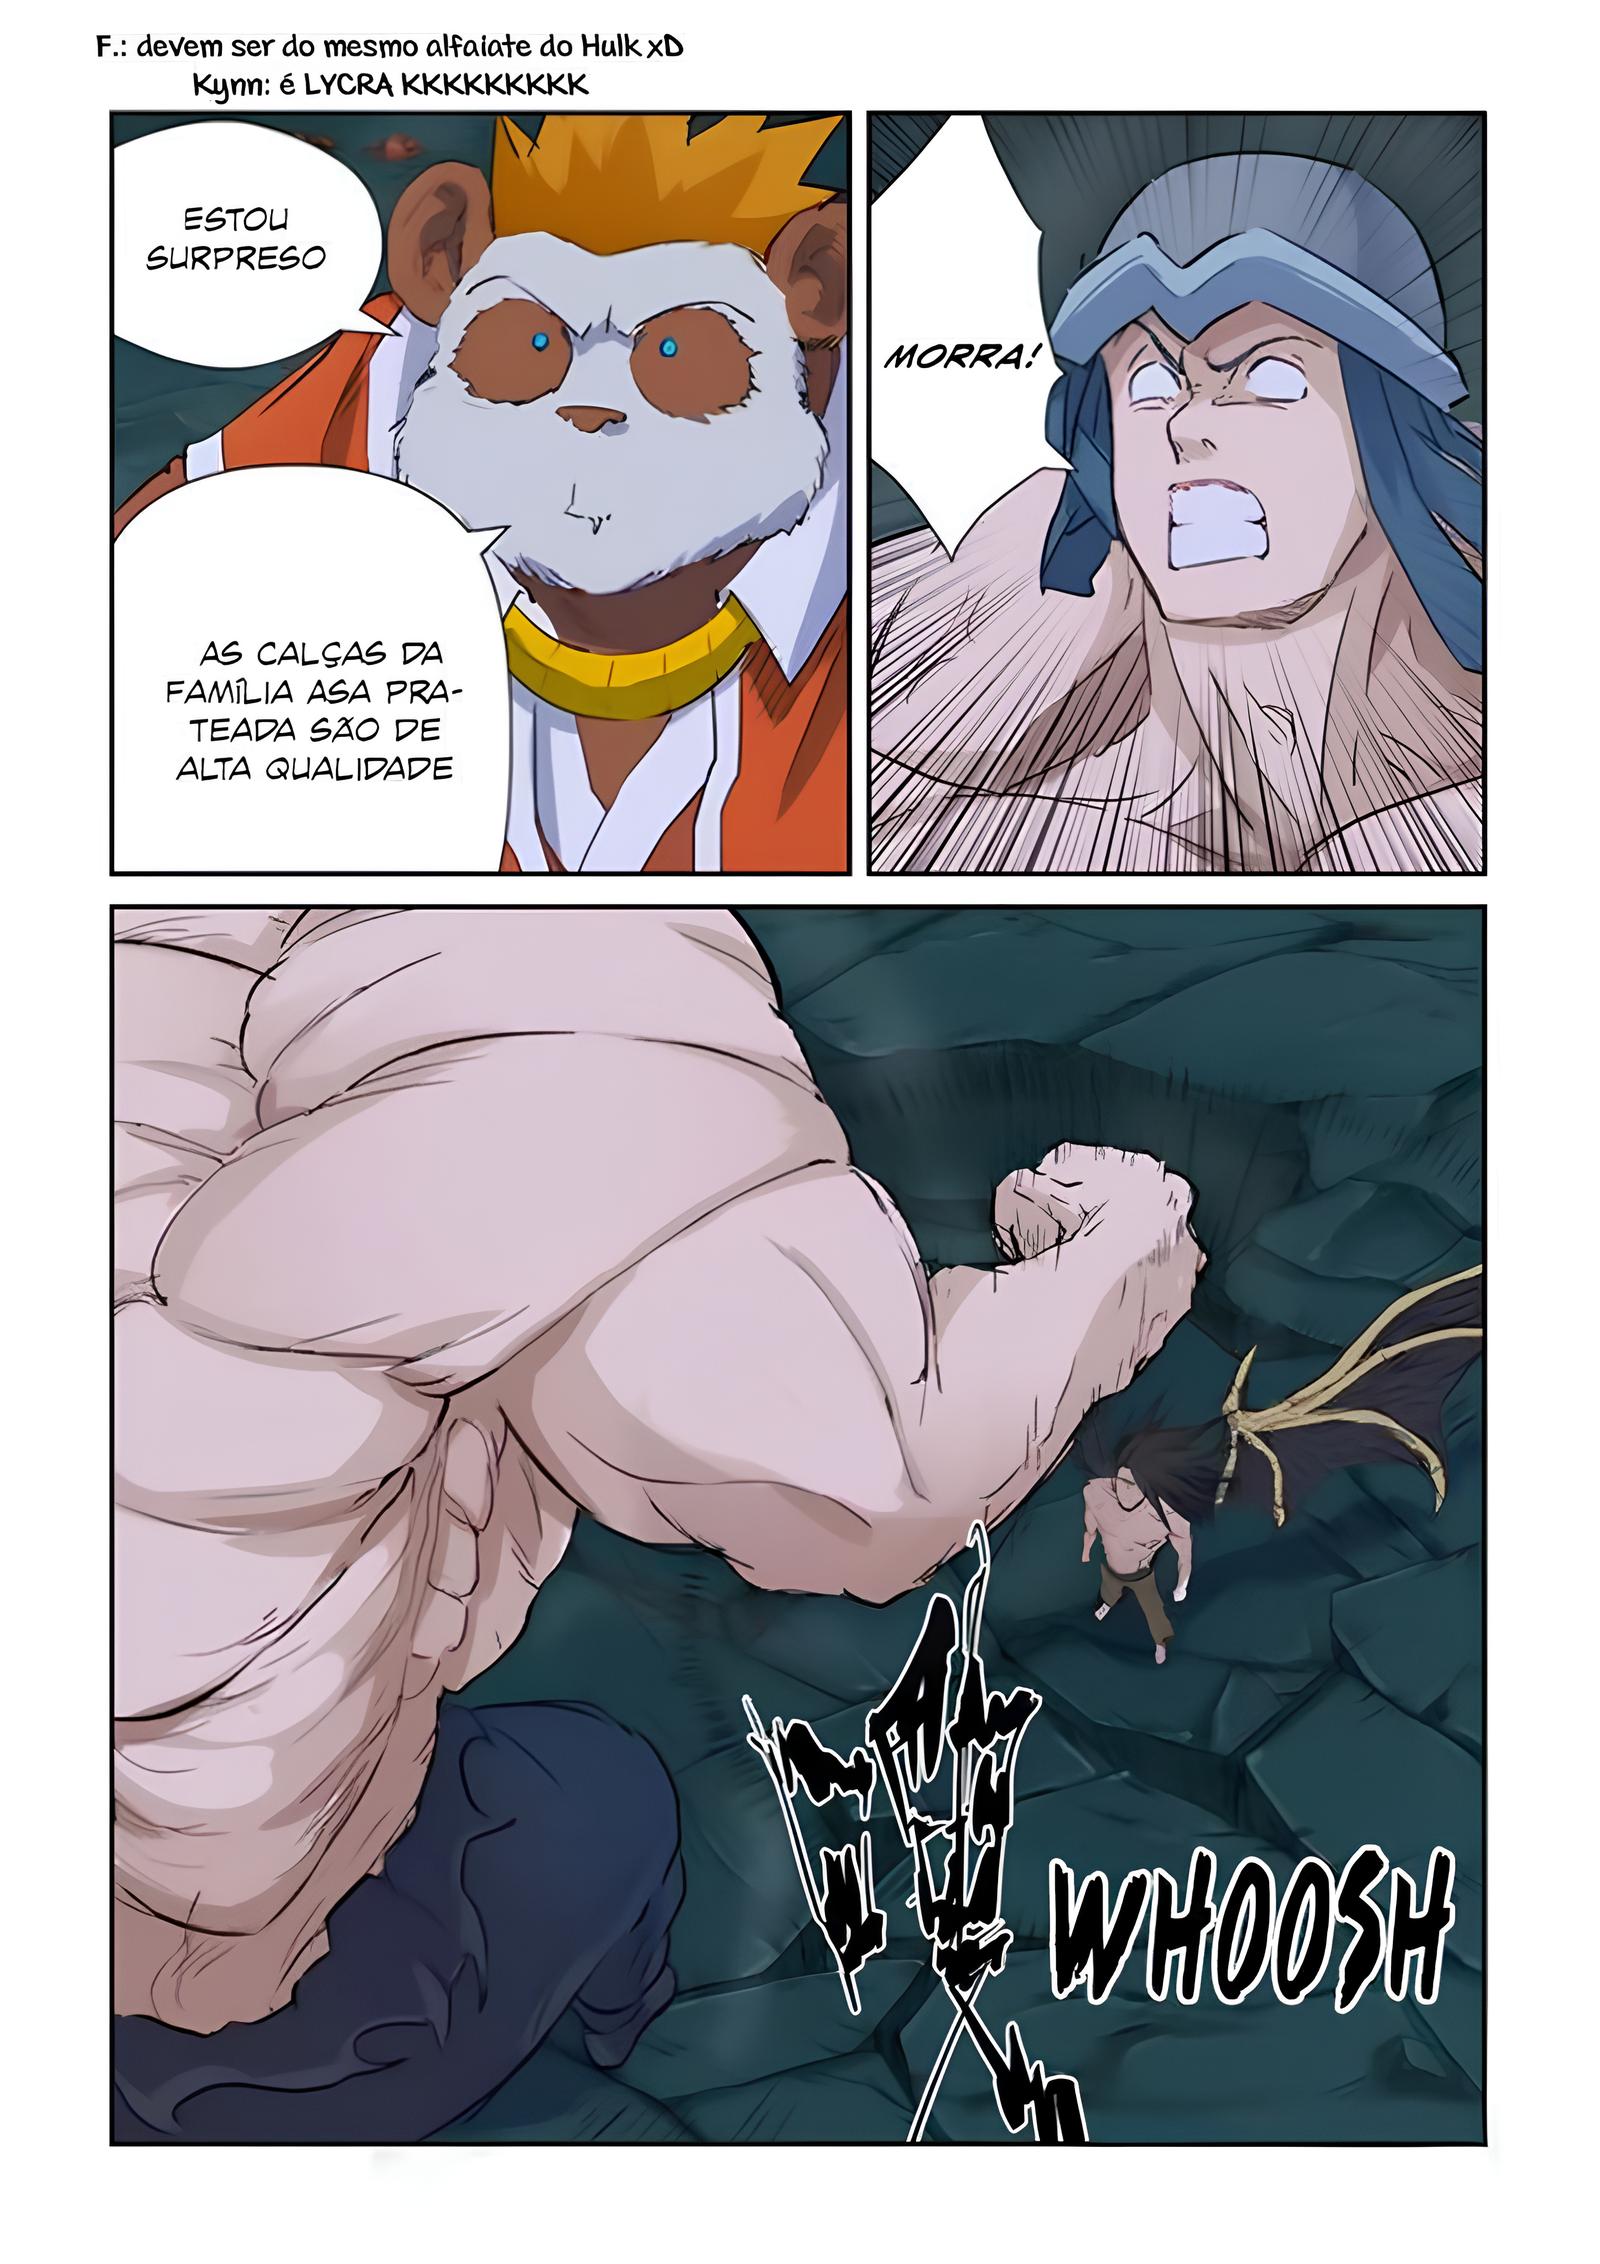 F.: devem ser do mesmo alfaiate do Hulk xD
Kynn: é LYCRA KKKKKKKKK
ESTOU
SURPRESO
AS CALÇAS DA
FAMÍLIA ASA PRA-
TEADA SÃO DE
ALTA QUALIDADE
MORRA!
WHOOSH